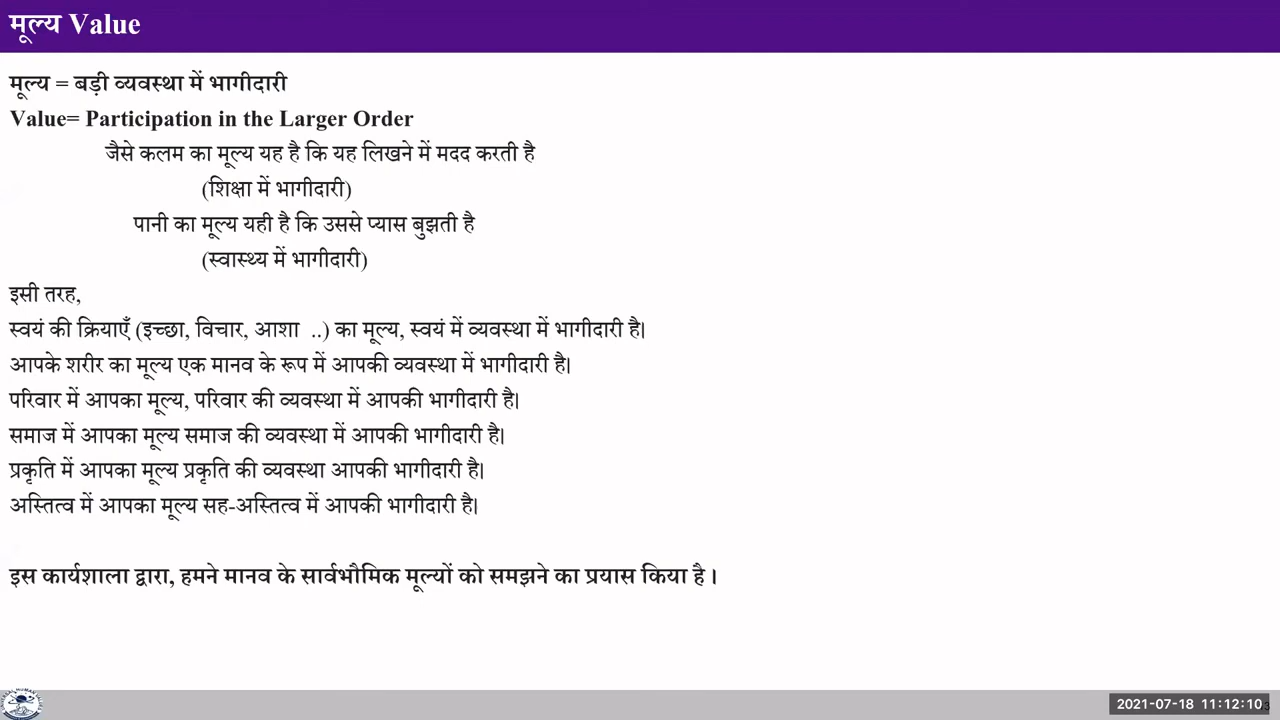 मूल्य Value
मूल्य = बड़ी व्यवस्था में भागीदारी
Value= Participation in the Larger Order
जैसे कलम का मूल्य यह है कि यह लिखने में मदद करती है
(शिक्षा में भागीदारी)
पानी का मूल्य यही है कि उससे प्यास बुझती है
(स्वास्थ्य में भागीदारी)
इसी तरह,
स्वयं की क्रियाएँ (इच्छा, विचार, आशा ..) का मूल्य, स्वयं में व्यवस्था में भागीदारी है।
आपके शरीर का मूल्य एक मानव के रूप में आपकी व्यवस्था में भागीदारी है।
परिवार में आपका मूल्य, परिवार की व्यवस्था में आपकी भागीदारी है।
समाज में आपका मूल्य समाज की व्यवस्था में आपकी भागीदारी है।
प्रकृति में आपका मूल्य प्रकृति की व्यवस्था आपकी भागीदारी है।
अस्तित्व में आपका मूल्य सह-अस्तित्व में आपकी भागीदारी है।
इस कार्यशाला द्वारा, हमने मानव के सार्वभौमिक मूल्यों को समझने का प्रयास किया है ।
2021-07-18 11:12:10